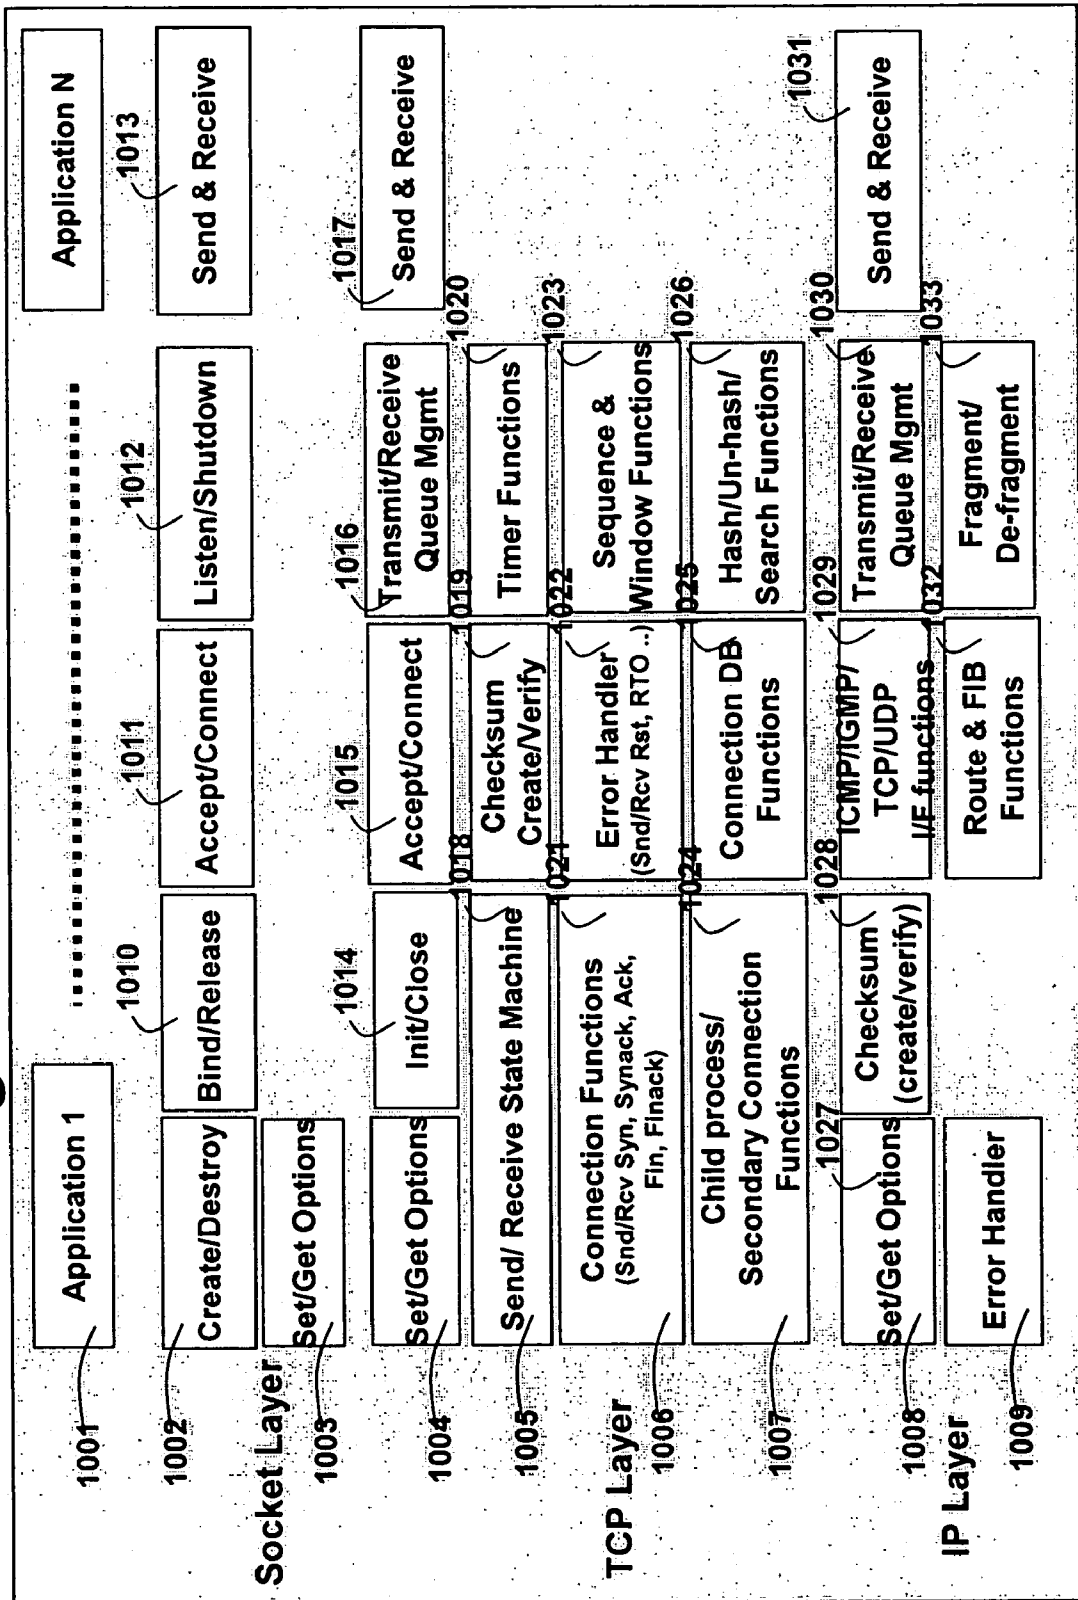 1001
Application 1
Application N
1002
Create/Destroy
1010
Bind/Release
1011
Accept/Connect
1012
Listen/Shutdown
1013
Send & Receive
Socket Layer
1003
Set/Get Options
1004
Set/Get Options
1014
Init/Close
1015
Accept/Connect
1016
Transmit/Receive
Queue Mgmt
1017
Send & Receive
1005
Send/ Receive State Machine
1018
Checksum
Create/Verify
1019
Timer Functions
1020
TCP Layer
1006
Connection Functions
(Snd/Rcv Syn, Synack, Ack,
Fin, Finack)
1021
Error Handler
(Snd/Rcv Rst, RTO ..)
1022
Sequence &
Window Functions
1023
1007
Child process/
Secondary Connection
Functions
1024
Connection DB
Functions
1025
Hash/Un-hash/
Search Functions
1026
1008
Set/Get Options
1027
Checksum
(create/verify)
1028
ICMP/IGMP/
TCP/UDP
I/F functions
1029
Transmit/Receive
Queue Mgmt
1030
Send & Receive
1031
IP Layer
1009
Error Handler
Route & FIB
Functions
1032
Fragment/
De-fragment
1033